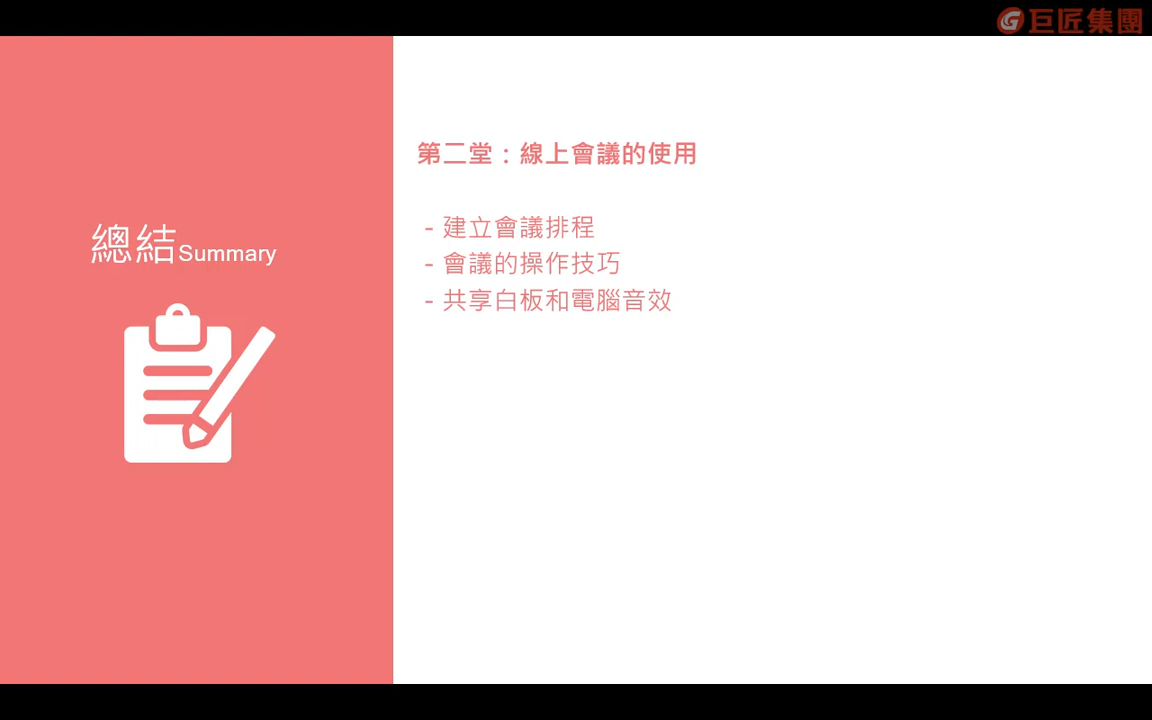 巨匠集團
總結Summary
第二堂：線上會議的使用
- 建立會議排程
- 會議的操作技巧
- 共享白板和電腦音效